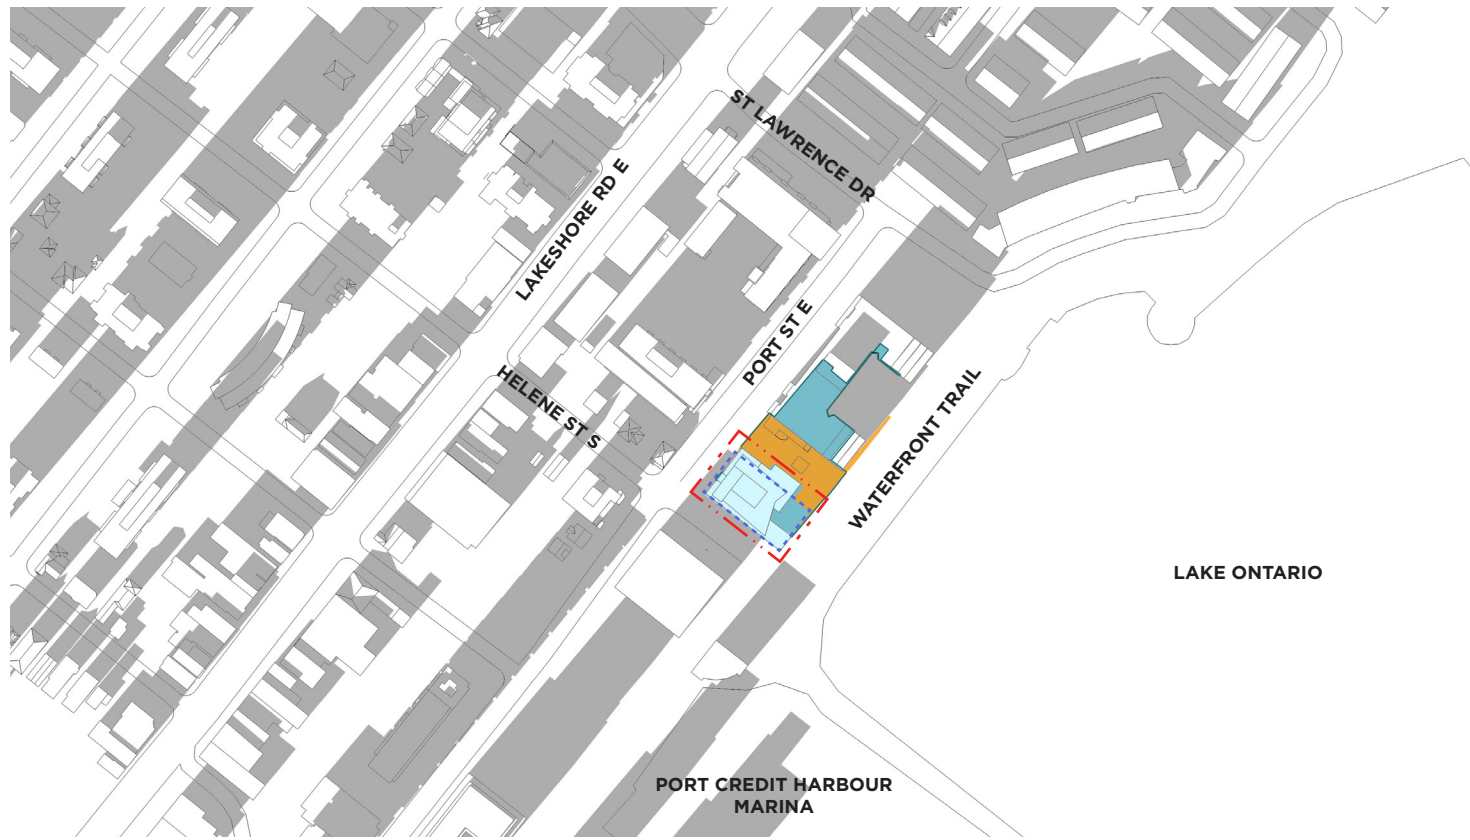 ST LAWRENCE DR
LAKESHORE RD E
PORT ST E
HELENE ST S
WATERFRONT TRAIL
LAKE ONTARIO
PORT CREDIT HARBOUR
MARINA